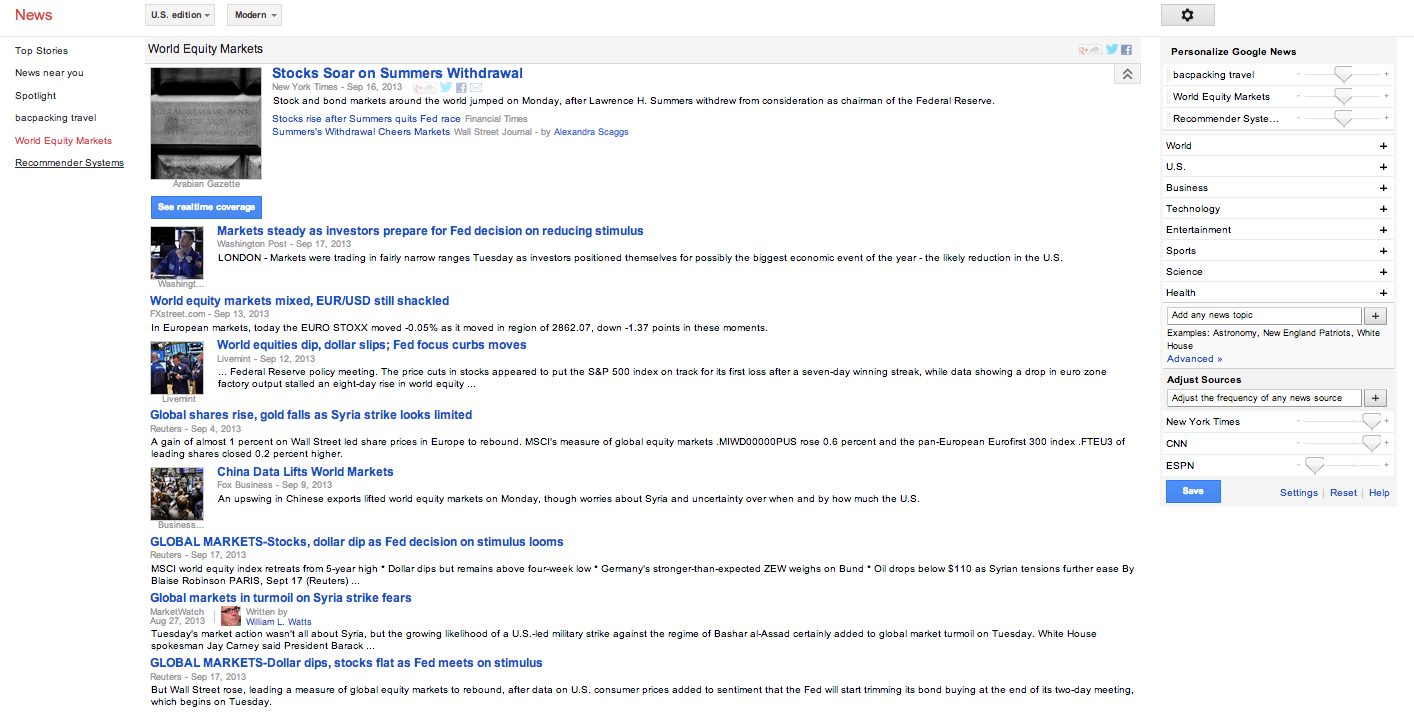 News
U.S. edition
Modern
Top Stories
News near you
Spotlight
bacpacking travel
World Equity Markets
Recommender Systems
World Equity Markets
Stocks Soar on Summers Withdrawal
New York Times - Sep 16, 2013
Stock and bond markets around the world jumped on Monday, after Lawrence H. Summers withdrew from consideration as chairman of the Federal Reserve.
Stocks rise after Summers quits Fed race Financial Times
Summers's Withdrawal Cheers Markets Wall Street Journal - by Alexandra Scaggs
Arabian Gazette
See realtime coverage
Markets steady as investors prepare for Fed decision on reducing stimulus
Washington Post - Sep 17, 2013
LONDON - Markets were trading in fairly narrow ranges Tuesday as investors positioned themselves for possibly the biggest economic event of the year - the likely reduction in the U.S.
Washingt...
World equity markets mixed, EUR/USD still shackled
FXstreet.com - Sep 13, 2013
In European markets, today the EURO STOXX moved -0.05% as it moved in region of 2862.07, down -1.37 points in these moments.
World equities dip, dollar slips; Fed focus curbs moves
Livemint - Sep 12, 2013
... Federal Reserve policy meeting. The price cuts in stocks appeared to put the S&P 500 index on track for its first loss after a seven-day winning streak, while data showing a drop in euro zone
factory output stalled an eight-day rise in world equity ...
Livemint
Global shares rise, gold falls as Syria strike looks limited
Reuters - Sep 4, 2013
A gain of almost 1 percent on Wall Street led share prices in Europe to rebound. MSCI's measure of global equity markets .MIWD00000PUS rose 0.6 percent and the pan-European Eurofirst 300 index .FTEU3 of
leading shares closed 0.2 percent higher.
China Data Lifts World Markets
Fox Business - Sep 9, 2013
An upswing in Chinese exports lifted world equity markets on Monday, though worries about Syria and uncertainty over when and by how much the U.S.
Business...
GLOBAL MARKETS-Stocks, dollar dip as Fed decision on stimulus looms
Reuters - Sep 17, 2013
MSCI world equity index retreats from 5-year high * Dollar dips but remains above four-week low * Germany's stronger-than-expected ZEW weighs on Bund * Oil drops below $110 as Syrian tensions further ease By
Blaise Robinson PARIS, Sept 17 (Reuters) ...
Global markets in turmoil on Syria strike fears
MarketWatch
Aug 27, 2013
Written by
William L. Watts
Tuesday's market action wasn't all about Syria, but the growing likelihood of a U.S.-led military strike against the regime of Bashar al-Assad certainly added to global market turmoil on Tuesday. White House
spokesman Jay Carney said President Barack ...
GLOBAL MARKETS-Dollar dips, stocks flat as Fed meets on stimulus
Reuters - Sep 17, 2013
But Wall Street rose, leading a measure of global equity markets to rebound, after data on U.S. consumer prices added to sentiment that the Fed will start trimming its bond buying at the end of its two-day meeting,
which begins on Tuesday.
Personalize Google News
bacpacking travel - +
World Equity Markets - +
Recommender Syste... - +
World +
U.S. +
Business +
Technology +
Entertainment +
Sports +
Science +
Health +
Add any news topic +
Examples: Astronomy, New England Patriots, White
House
Advanced »
Adjust Sources
Adjust the frequency of any news source +
New York Times - +
CNN - +
ESPN - +
Save
Settings | Reset | Help